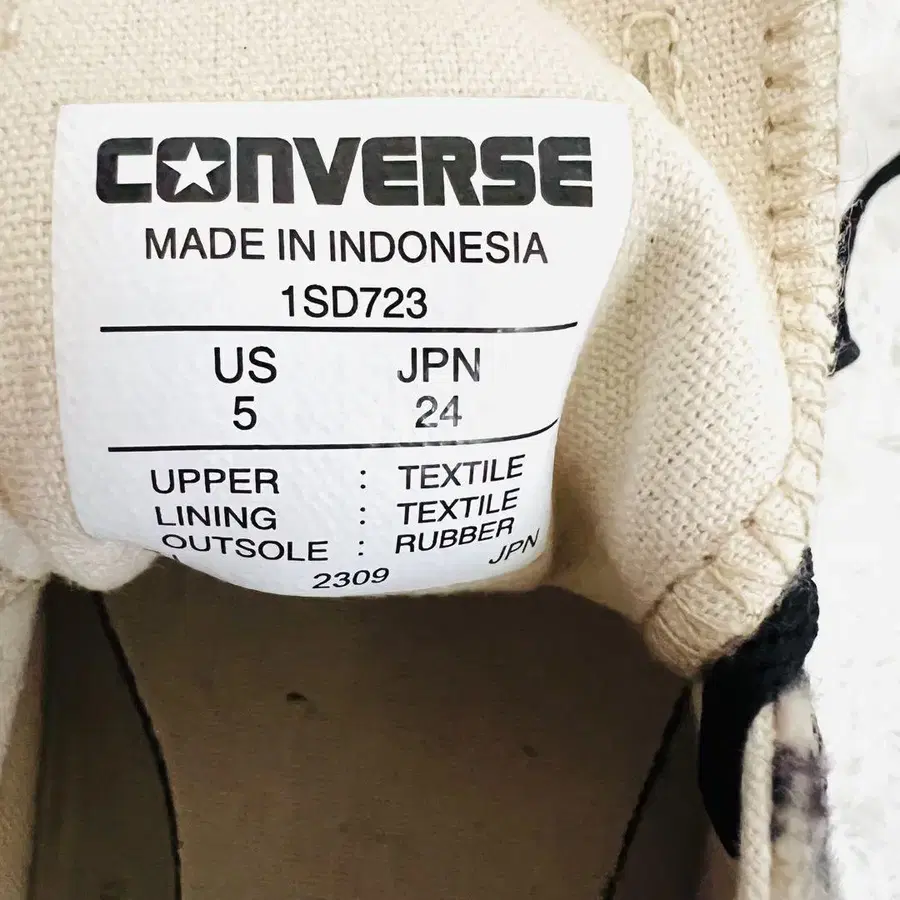 CONVERSE
MADE IN INDONESIA
1SD723
US JPN
5 24
UPPER : TEXTILE
LINING : TEXTILE
OUTSOLE : RUBBER
2309 JPN